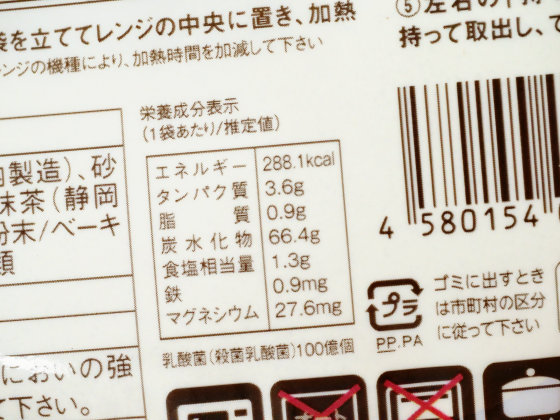 を立ててレンジの中央に置き、加熱
ンジの機種により、加熱時間を加減して下さい
⑤左右の
持って取出し、
製造)、砂
抹茶(静岡
粉末/ベーキ
類
においの強
て下さい。
栄養成分表示
(1袋あたり/推定値)
エネルギー 288.1kcal
タンパク質 3.6g
脂質 0.9g
炭水化物 66.4g
食塩相当量 1.3g
鉄 0.9mg
マグネシウム 27.6mg
乳酸菌(殺菌乳酸菌)100億個
4 580154
プラ
PP.PA
ゴミに出すとき
は市町村の区分
に従って下さい